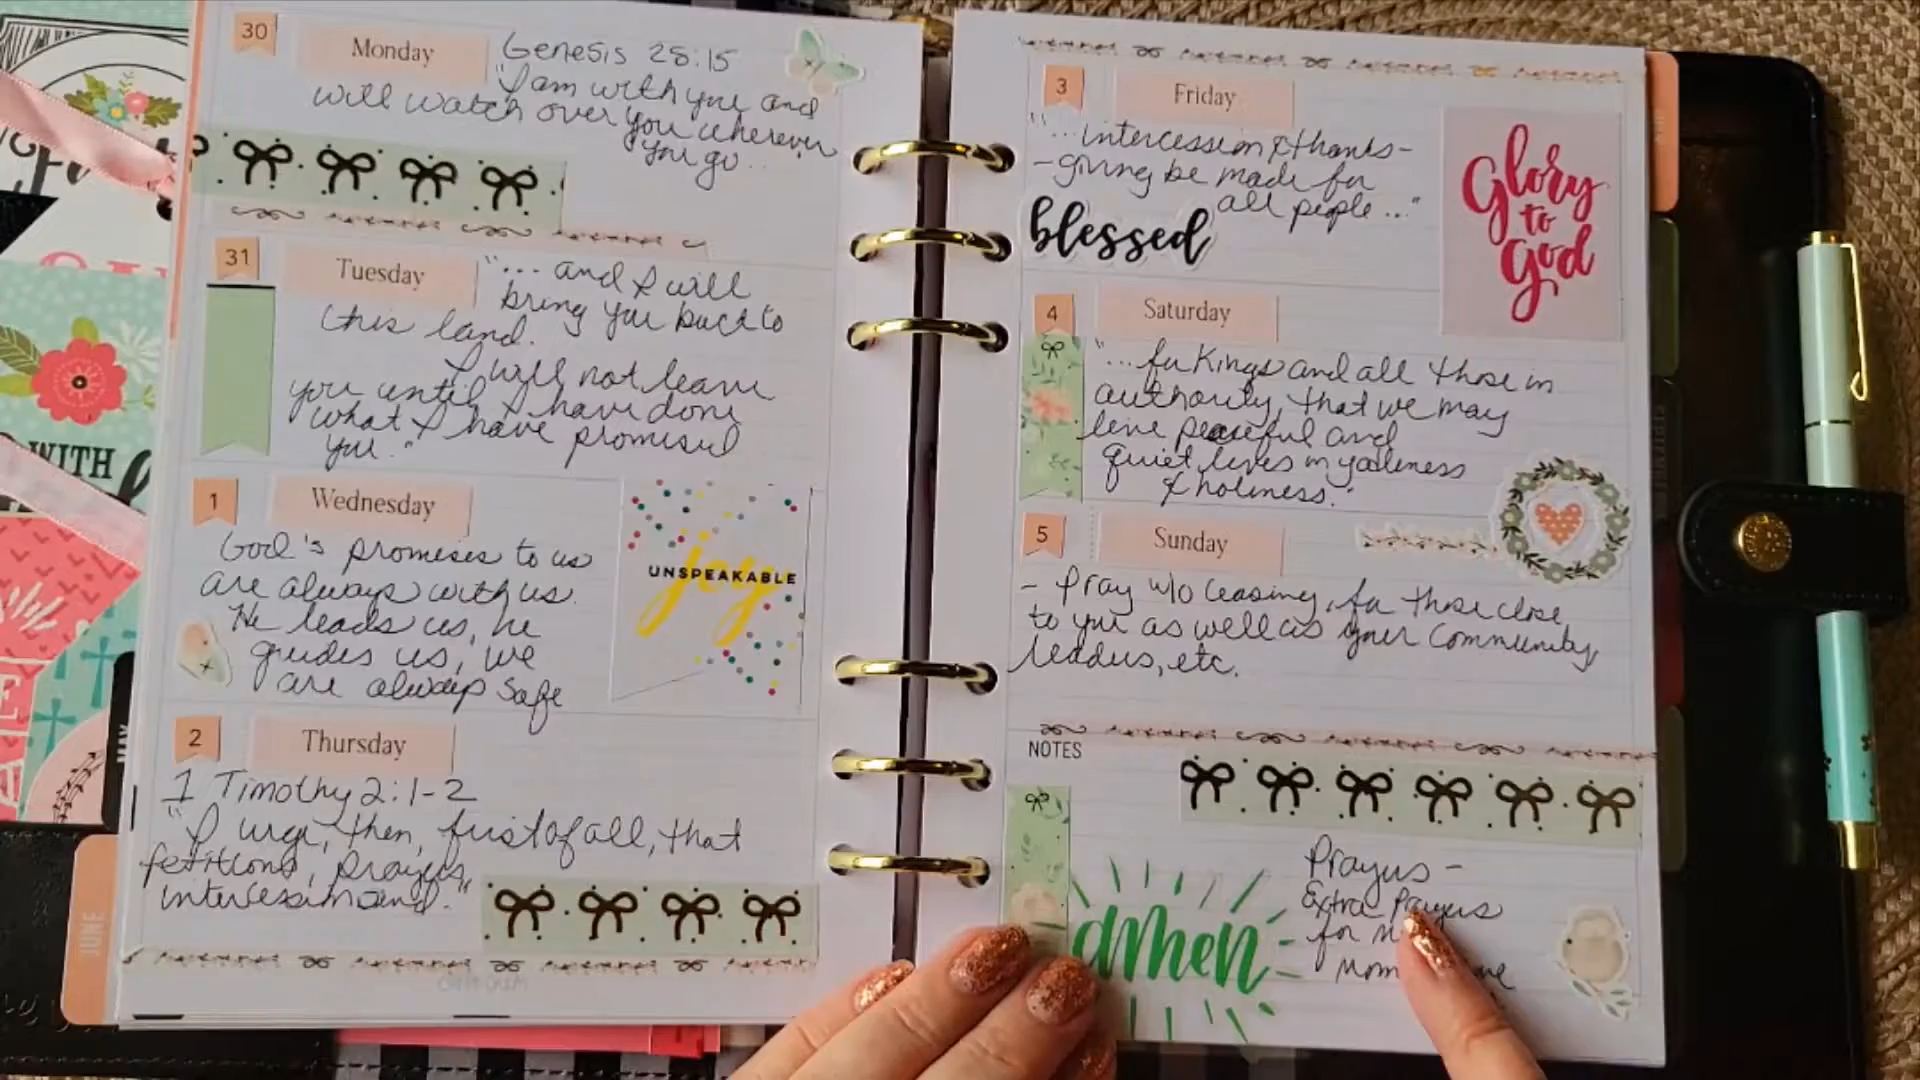 30
Monday
Genesis 28:15
"I am with you and
will watch over you wherever
you go...
31
Tuesday
"... and I will
bring you back to
this land.
I will not leave
you until I have done
what I have promised
you."
1
Wednesday
God's promises to us
are always with us.
He leads us, he
guides us, we
are always safe
joy
UNSPEAKABLE
2
Thursday
1 Timothy 2:1-2
"I urge, then, first of all, that
petitions, prayers,
intercession and."
JUNE
MAY
WITH
3
Friday
"... intercession & thanks-
-giving be made for
all people..."
blessed
Glory
to
God
4
Saturday
"...for Kings and all those in
authority, that we may
live peaceful and
quiet lives in godliness
& holiness."
5
Sunday
- Pray w/o ceasing, for those close
to you as well as your community
leaders, etc.
NOTES
amen
Prayers -
Extra Prayers
for
Mom